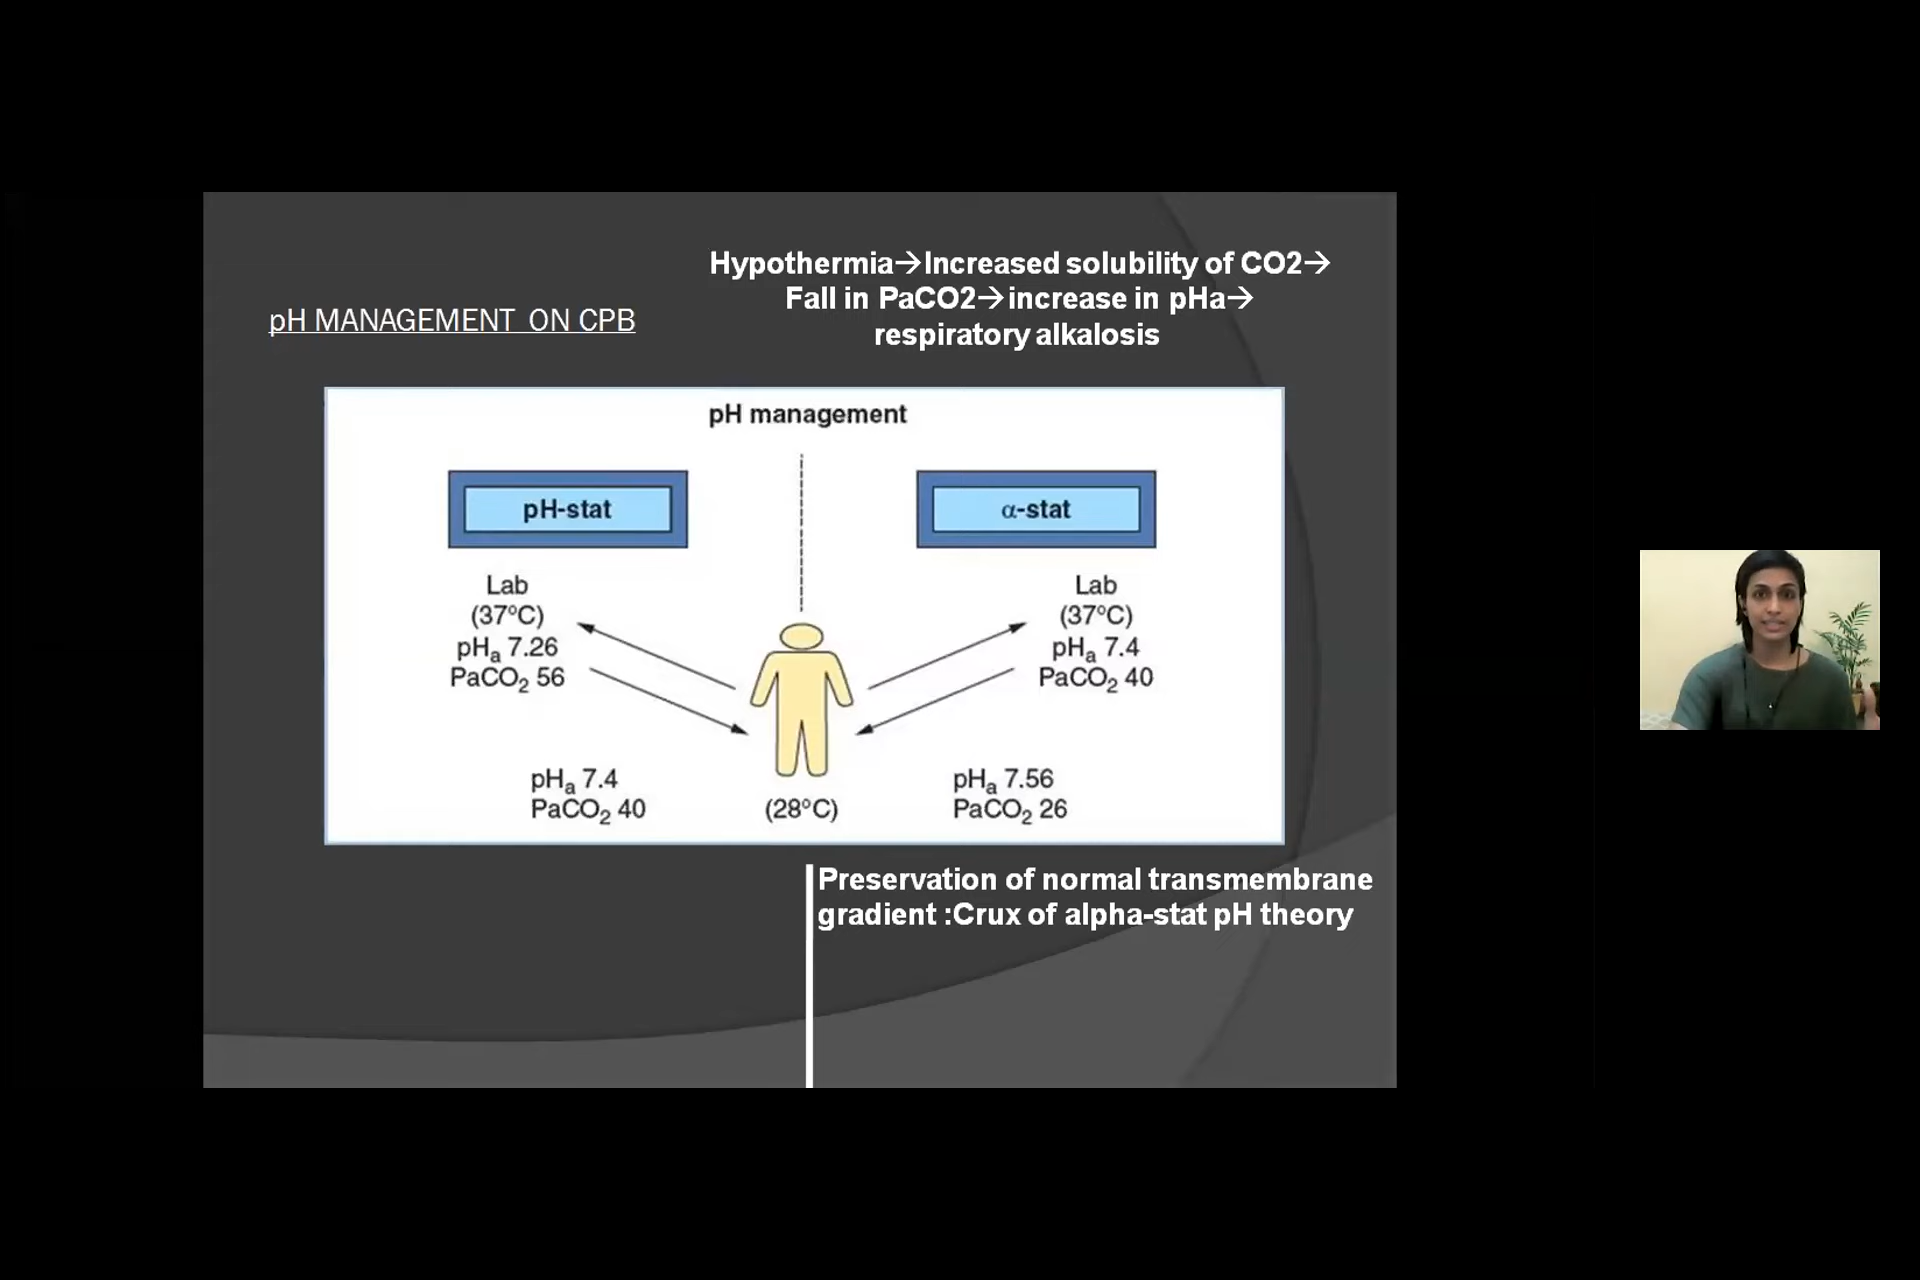 Hypothermia→Increased solubility of CO2→
Fall in PaCO2→increase in pHa→
respiratory alkalosis
pH MANAGEMENT ON CPB
pH management
pH-stat
α-stat
Lab
(37°C)
pHa 7.26
PaCO2 56
Lab
(37°C)
pHa 7.4
PaCO2 40
pHa 7.4
PaCO2 40
(28°C)
pHa 7.56
PaCO2 26
Preservation of normal transmembrane
gradient :Crux of alpha-stat pH theory